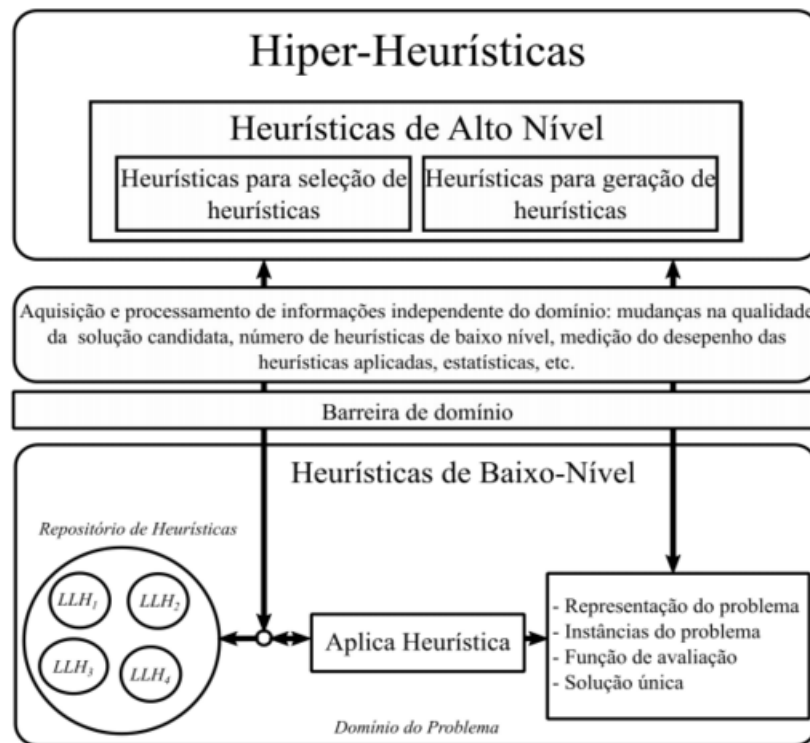 Hiper-Heurísticas
Heurísticas de Alto Nível
Heurísticas para seleção de
heurísticas
Heurísticas para geração de
heurísticas
Aquisição e processamento de informações independente do domínio: mudanças na qualidade
da solução candidata, número de heurísticas de baixo nível, medição do desepenho das
heurísticas aplicadas, estatísticas, etc.
Barreira de domínio
Heurísticas de Baixo-Nível
Repositório de Heurísticas
LLH1
LLH2
LLH3
LLH4
Aplica Heurística
- Representação do problema
- Instâncias do problema
- Função de avaliação
- Solução única
Domínio do Problema